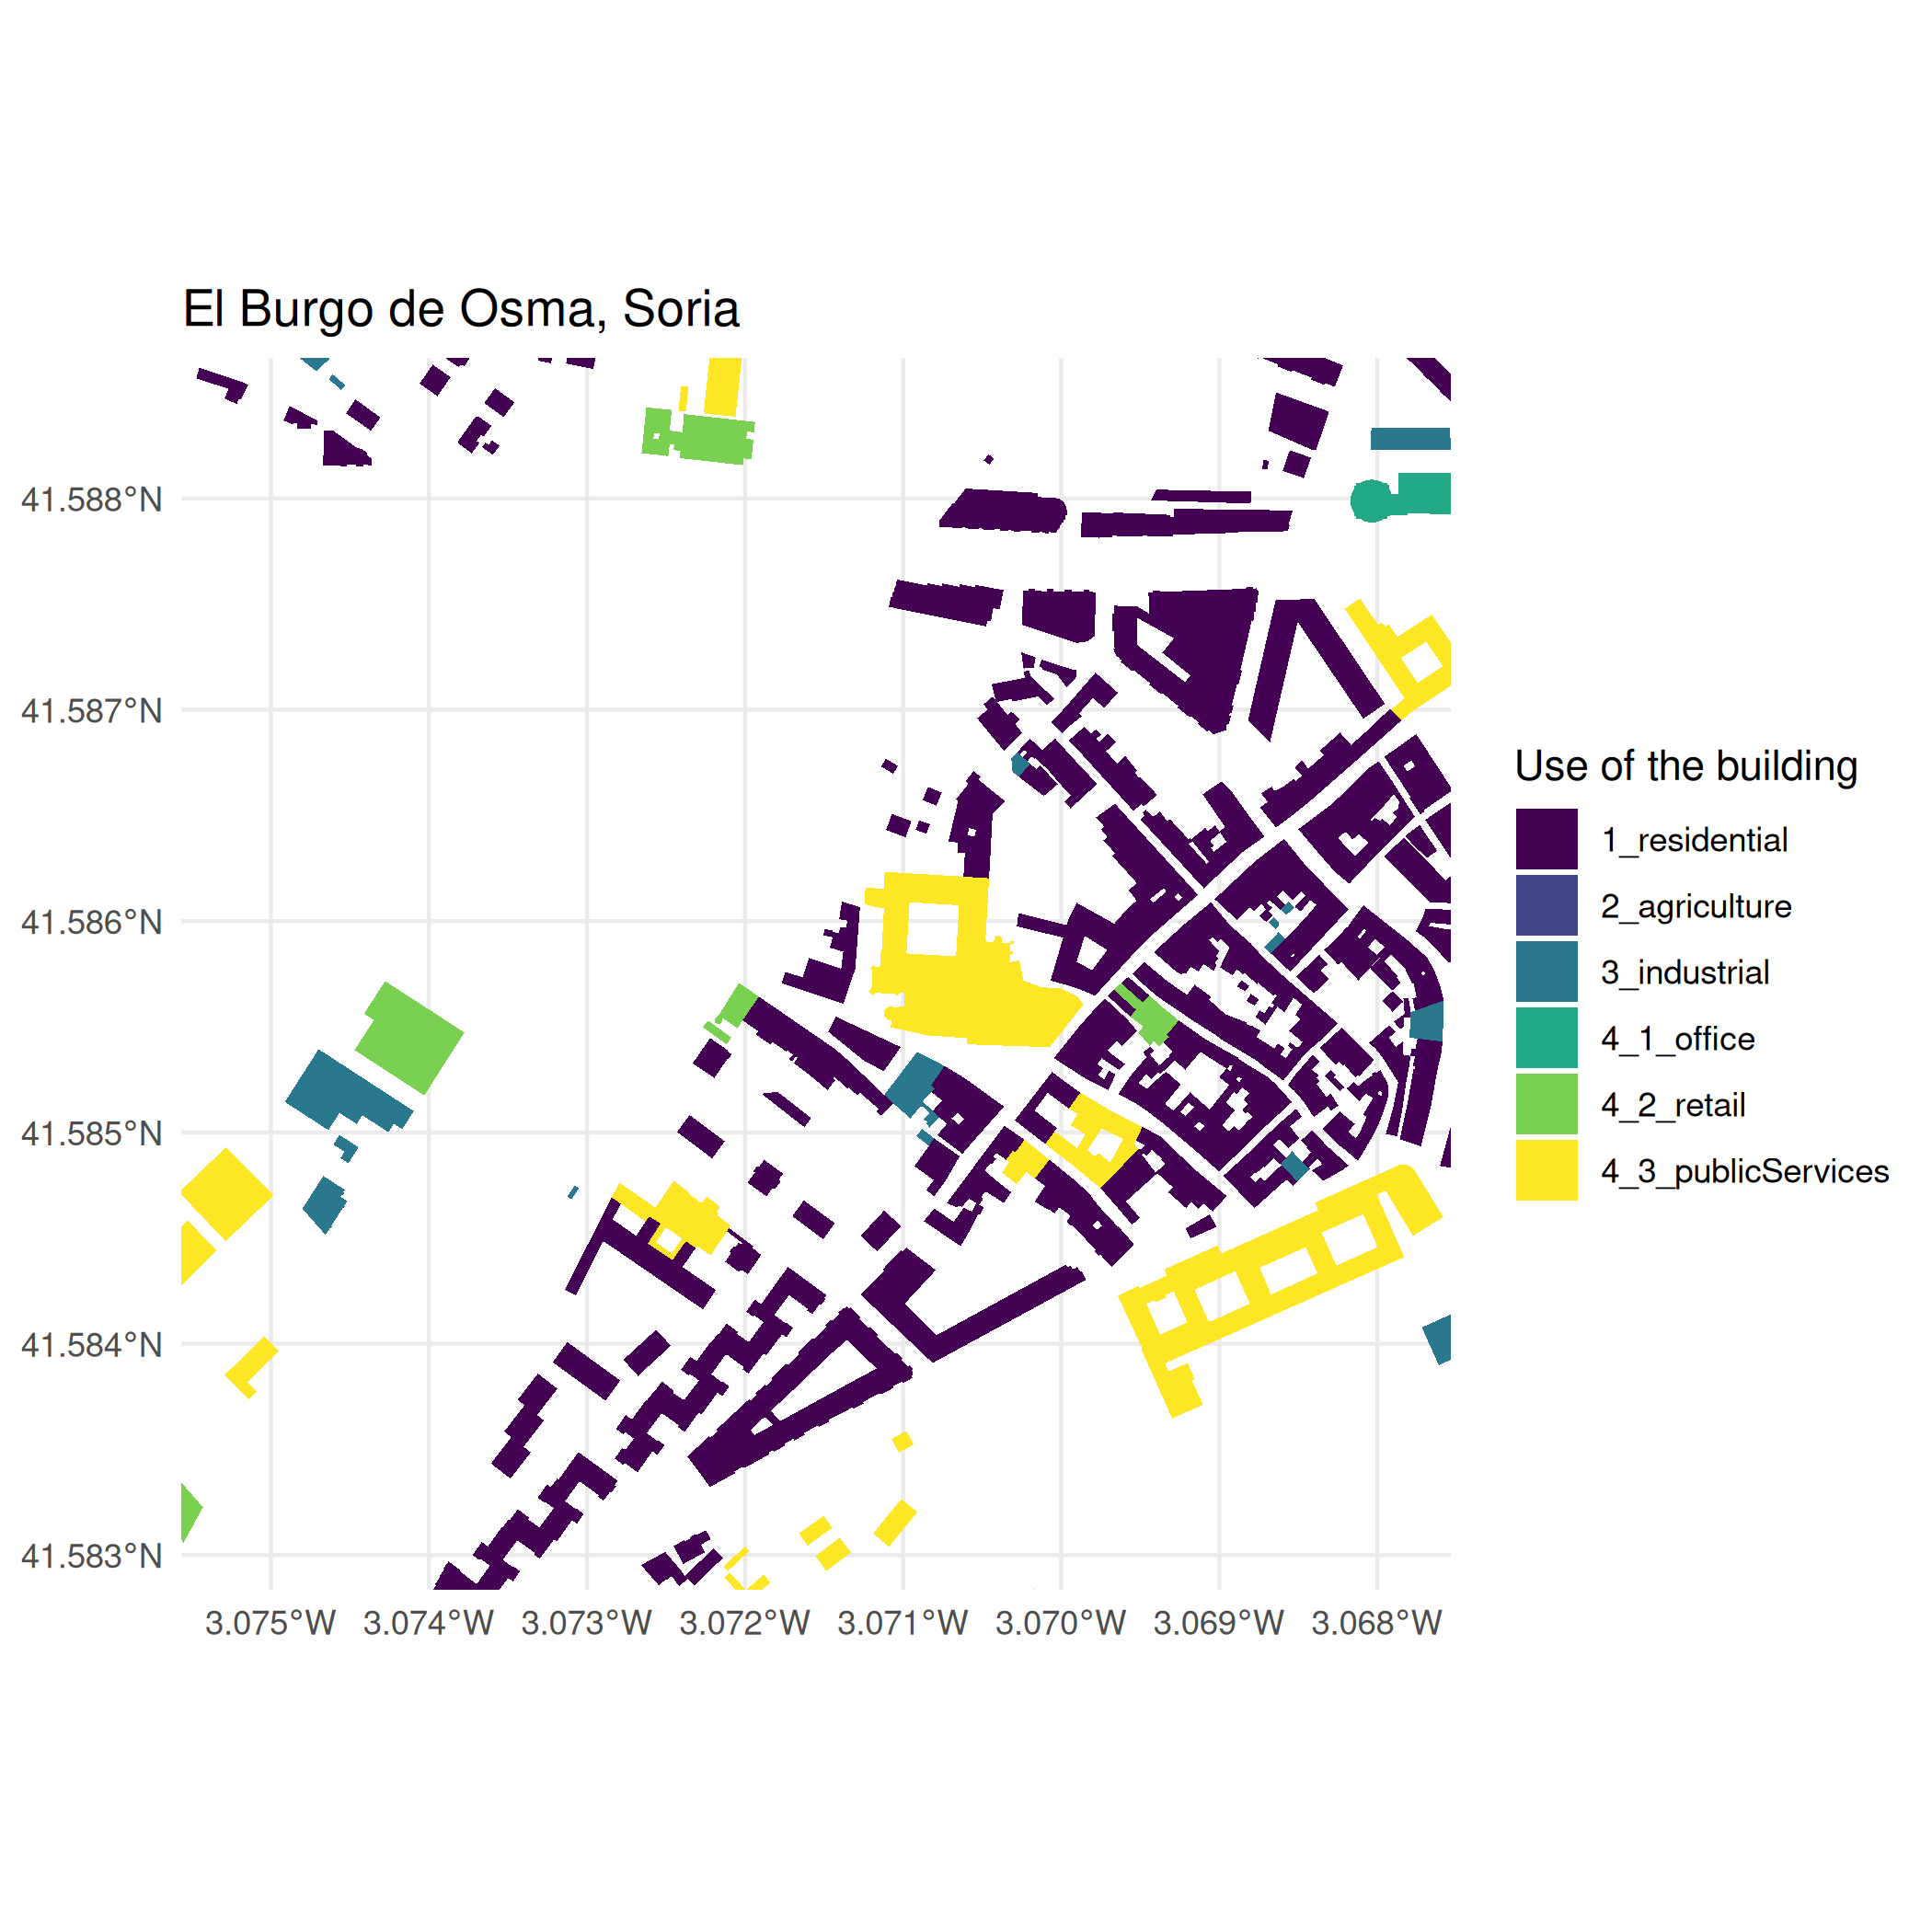 El Burgo de Osma, Soria
41.588°N
41.587°N
41.586°N
41.585°N
41.584°N
41.583°N
3.075°W 3.074°W 3.073°W 3.072°W 3.071°W 3.070°W 3.069°W 3.068°W
Use of the building
1_residential
2_agriculture
3_industrial
4_1_office
4_2_retail
4_3_publicServices